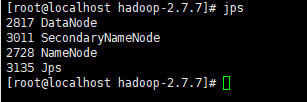 [root@localhost hadoop-2.7.7]# jps
2817 DataNode
3011 SecondaryNameNode
2728 NameNode
3135 Jps
[root@localhost hadoop-2.7.7]#